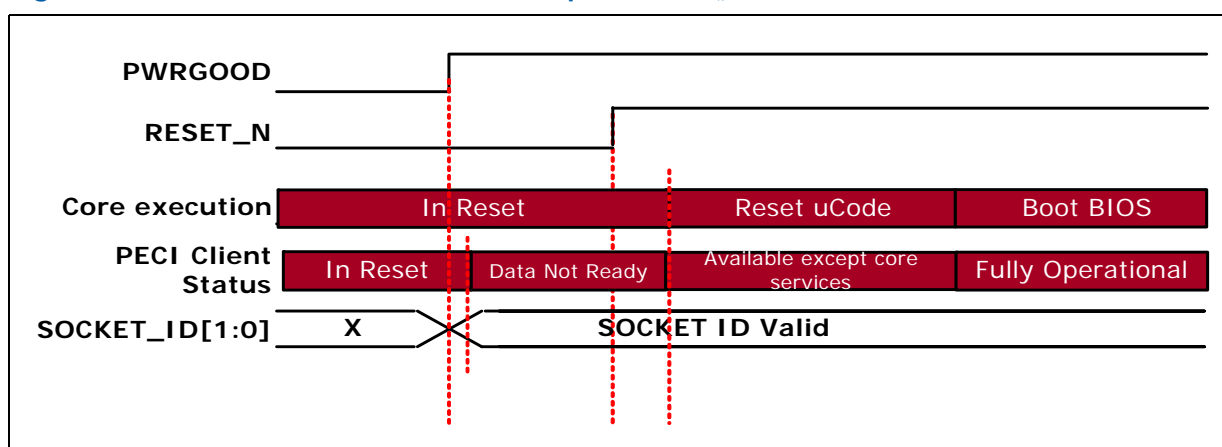 PWRGOOD
RESET_N
Core execution In Reset Reset uCode Boot BIOS
PECI Client
Status
In Reset Data Not Ready Available except core
services
Fully Operational
SOCKET_ID[1:0] X SOCKET ID Valid